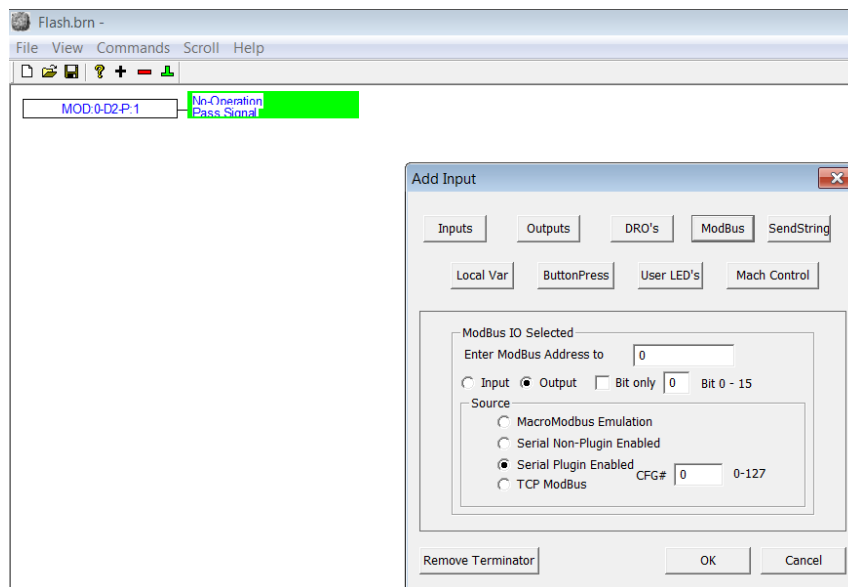 Flash.brn -
File View Commands Scroll Help
MOD:0-D2-P:1
No-Operation
Pass Signal
Add Input
Inputs Outputs DRO's ModBus SendString
Local Var ButtonPress User LED's Mach Control
ModBus IO Selected
Enter ModBus Address to 0
Input Output Bit only 0 Bit 0 - 15
Source
MacroModbus Emulation
Serial Non-Plugin Enabled
Serial Plugin Enabled CFG# 0 0-127
TCP ModBus
Remove Terminator OK Cancel